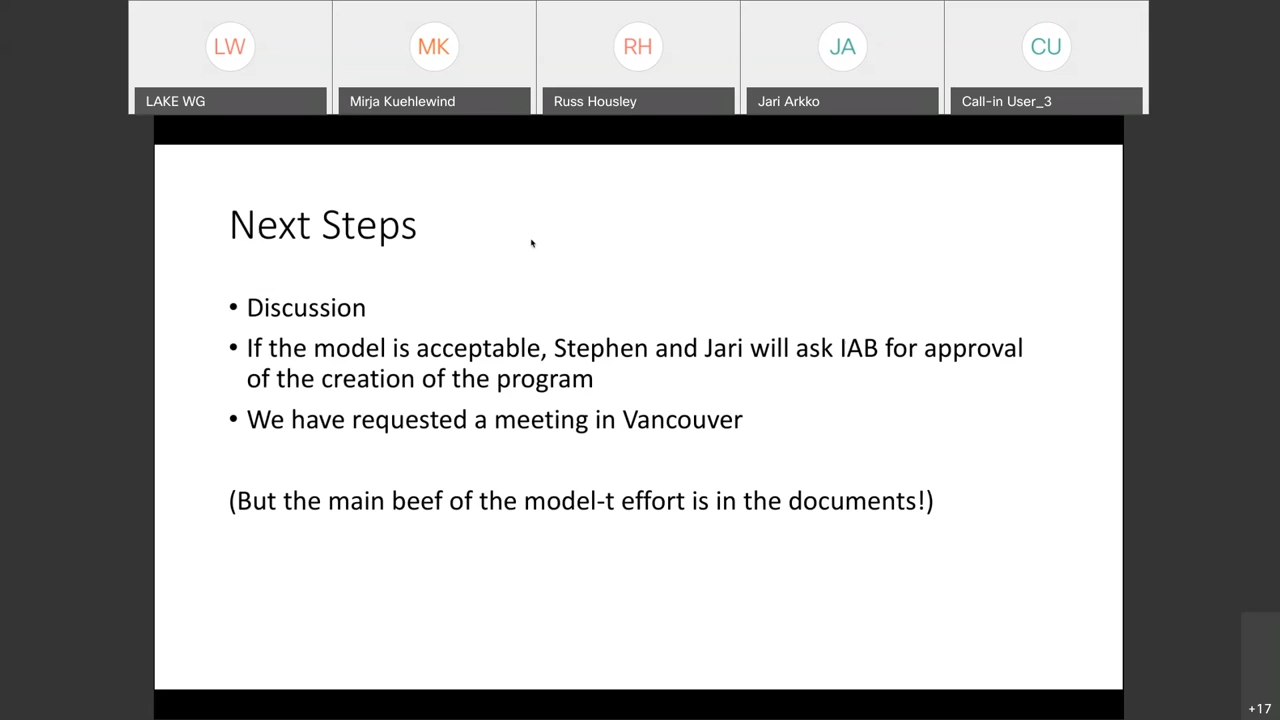 LW
MK
RH
JA
CU
LAKE WG
Mirja Kuehlewind
Russ Housley
Jari Arkko
Call-in User_3
Next Steps
• Discussion
• If the model is acceptable, Stephen and Jari will ask IAB for approval
of the creation of the program
• We have requested a meeting in Vancouver
(But the main beef of the model-t effort is in the documents!)
+17